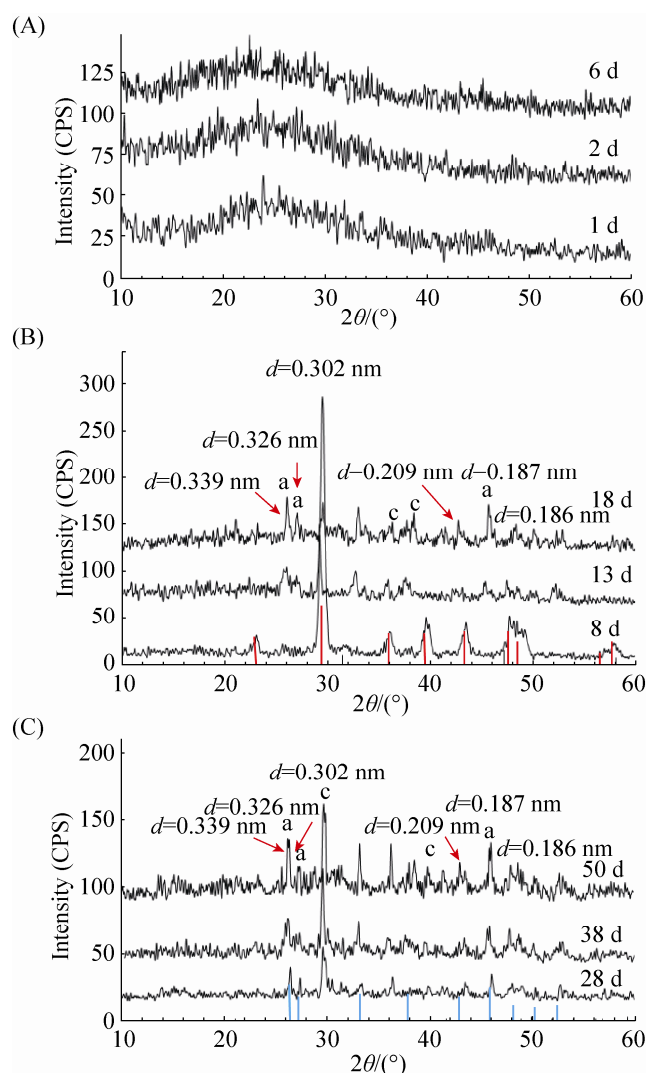 (A)
125
100
75
50
25
0
Intensity (CPS)
6 d
2 d
1 d
10 20 30 40 50 60
2θ/(°)
(B)
300
250
200
150
100
50
0
Intensity (CPS)
d=0.302 nm
d=0.326 nm
d=0.339 nm
d−0.209 nm
d−0.187 nm
d=0.186 nm
a
a
c
c
a
18 d
13 d
8 d
10 20 30 40 50 60
2θ/(°)
(C)
200
150
100
50
0
Intensity (CPS)
d=0.302 nm
d=0.326 nm
d=0.339 nm
d=0.187 nm
d=0.209 nm
d=0.186 nm
a
a
c
c
a
50 d
38 d
28 d
10 20 30 40 50 60
2θ/(°)